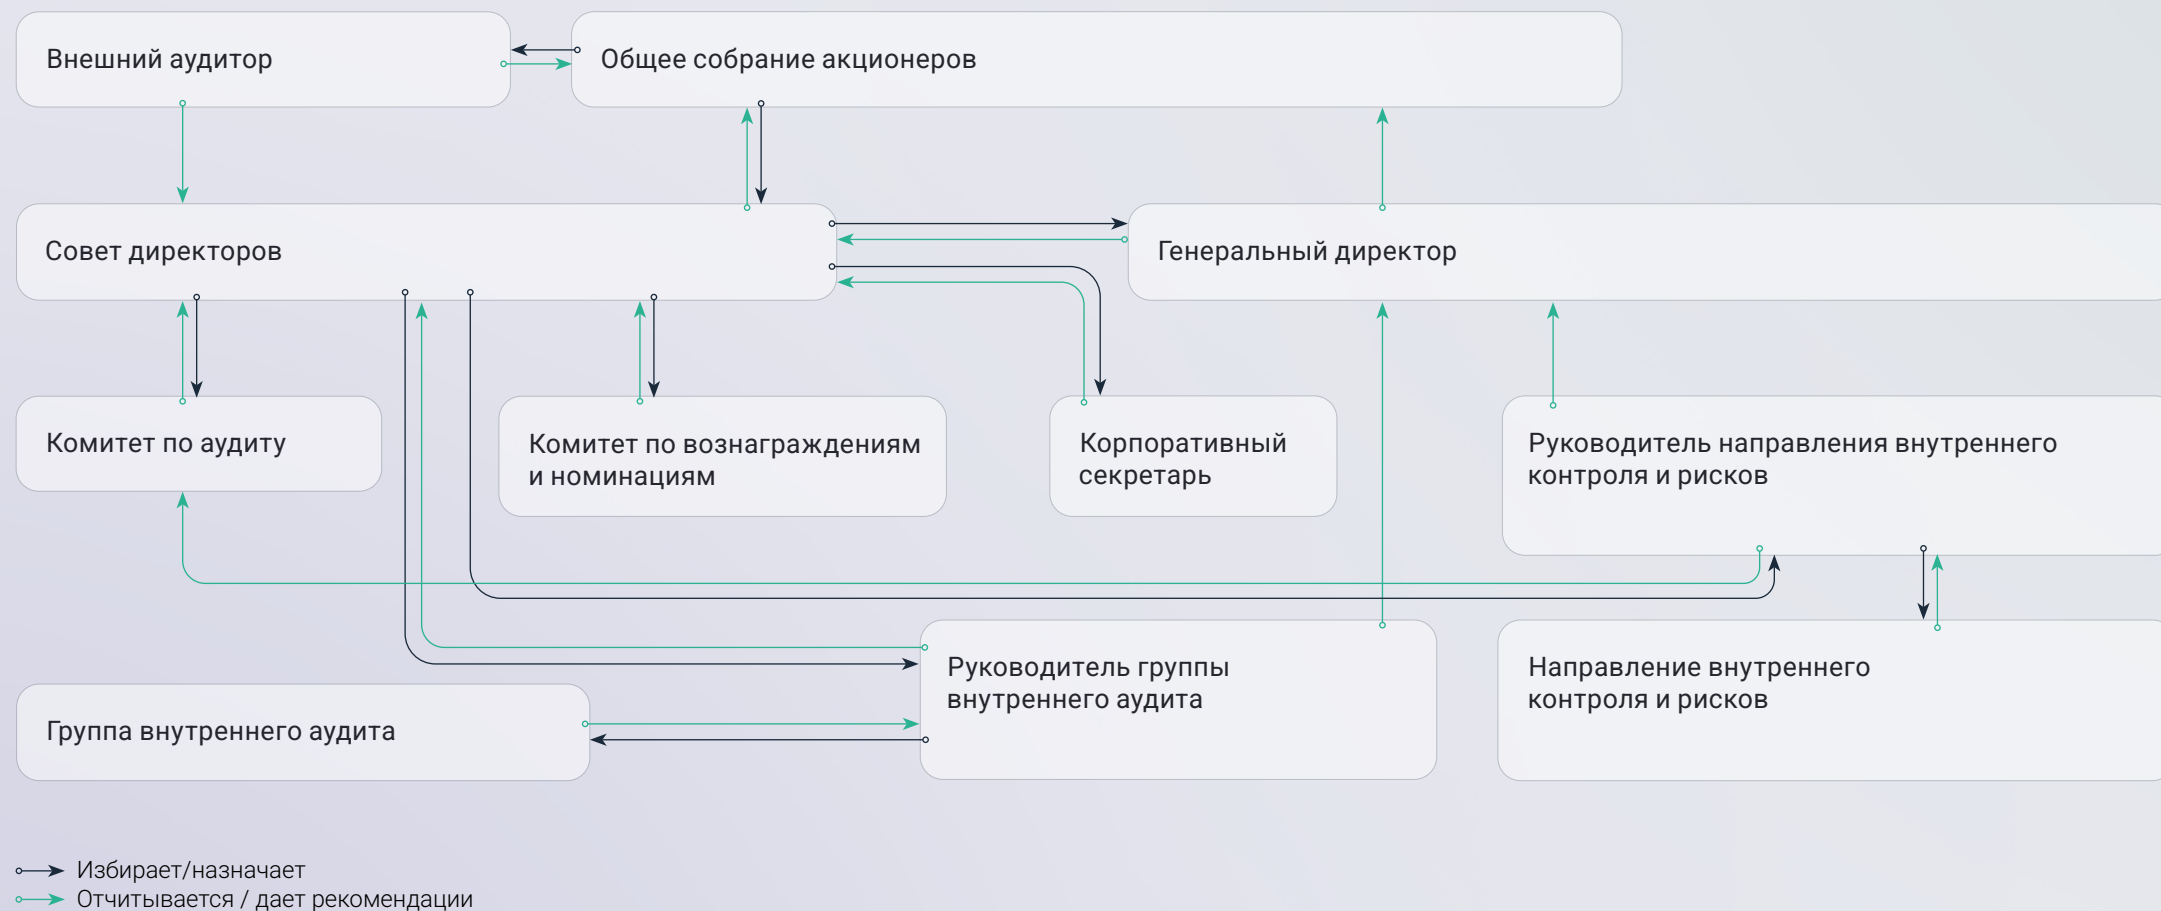 Внешний аудитор
Общее собрание акционеров
Совет директоров
Генеральный директор
Комитет по аудиту
Комитет по вознаграждениям
и номинациям
Корпоративный
секретарь
Руководитель направления внутреннего
контроля и рисков
Группа внутреннего аудита
Руководитель группы
внутреннего аудита
Направление внутреннего
контроля и рисков
Избирает/назначает
Отчитывается / дает рекомендации